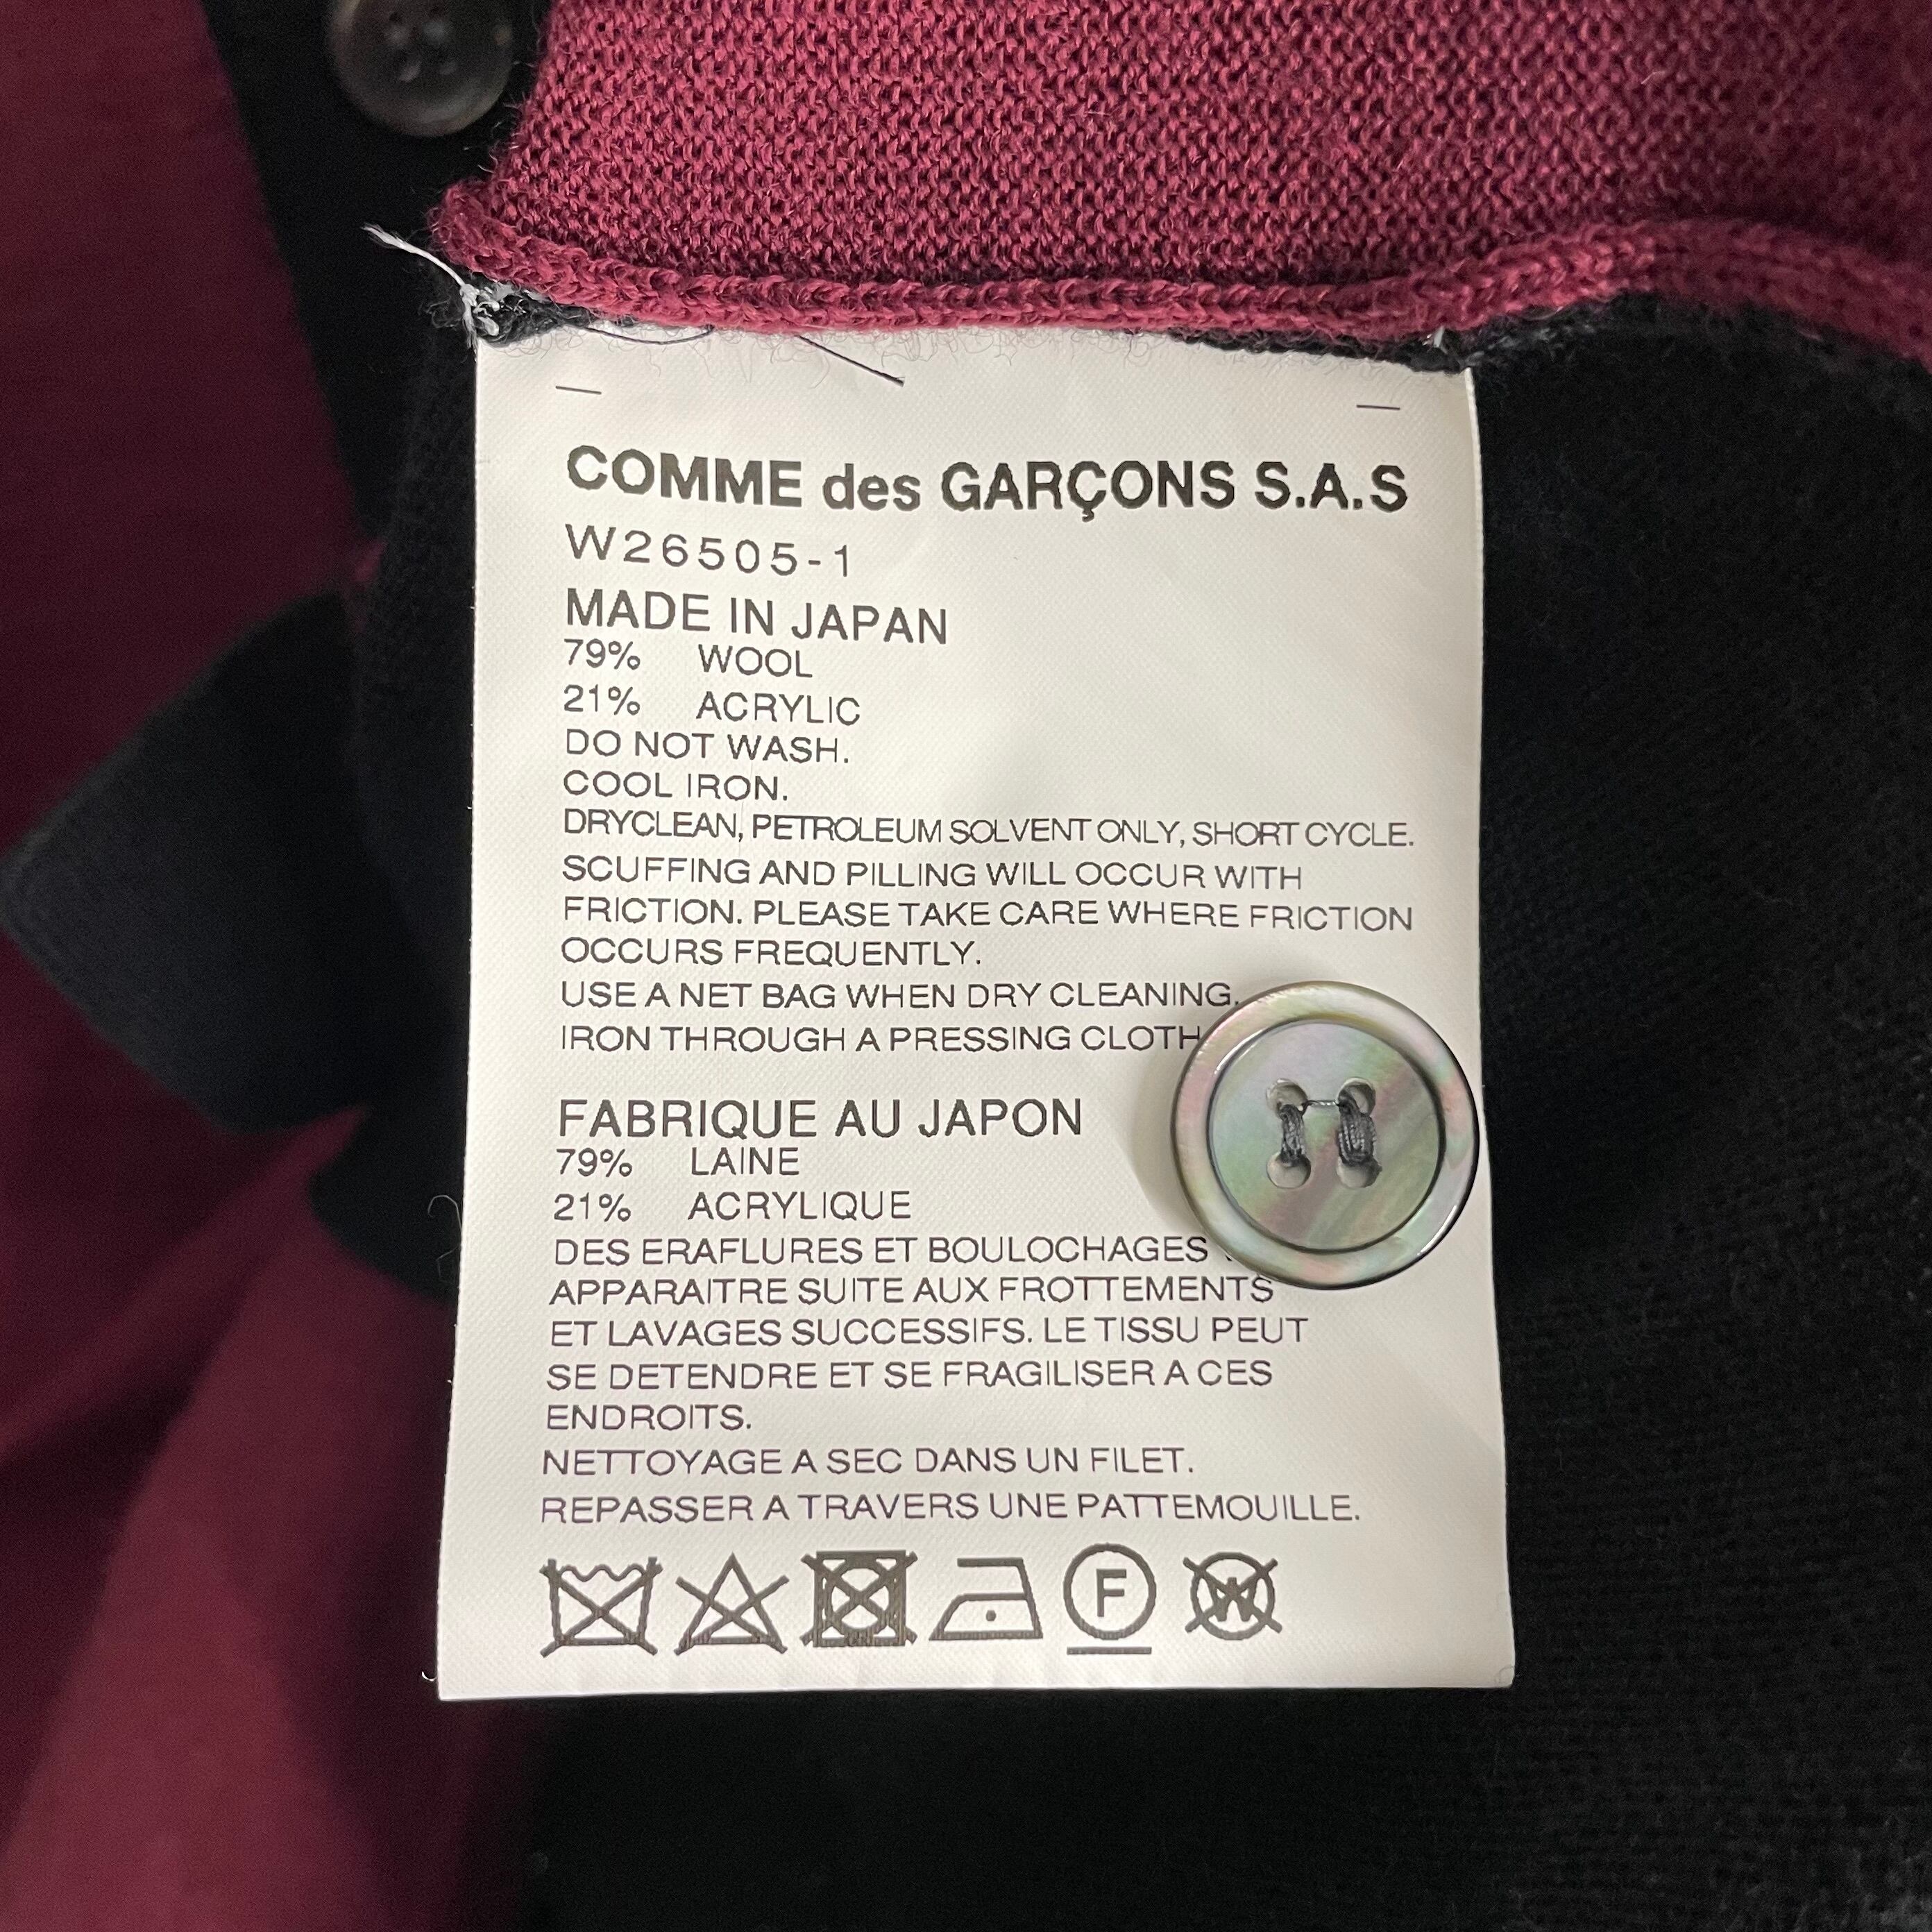 COMME des GARÇONS S.A.S
W26505-1
MADE IN JAPAN
79% WOOL
21% ACRYLIC
DO NOT WASH.
COOL IRON.
DRYCLEAN, PETROLEUM SOLVENT ONLY, SHORT CYCLE.
SCUFFING AND PILLING WILL OCCUR WITH
FRICTION. PLEASE TAKE CARE WHERE FRICTION
OCCURS FREQUENTLY.
USE A NET BAG WHEN DRY CLEANING.
IRON THROUGH A PRESSING CLOTH
FABRIQUE AU JAPON
79% LAINE
21% ACRYLIQUE
DES ERAFLURES ET BOULOCHAGES
APPARAITRE SUITE AUX FROTTEMENTS
ET LAVAGES SUCCESSIFS. LE TISSU PEUT
SE DETENDRE ET SE FRAGILISER A CES
ENDROITS.
NETTOYAGE A SEC DANS UN FILET.
REPASSER A TRAVERS UNE PATTEMOUILLE.
F W